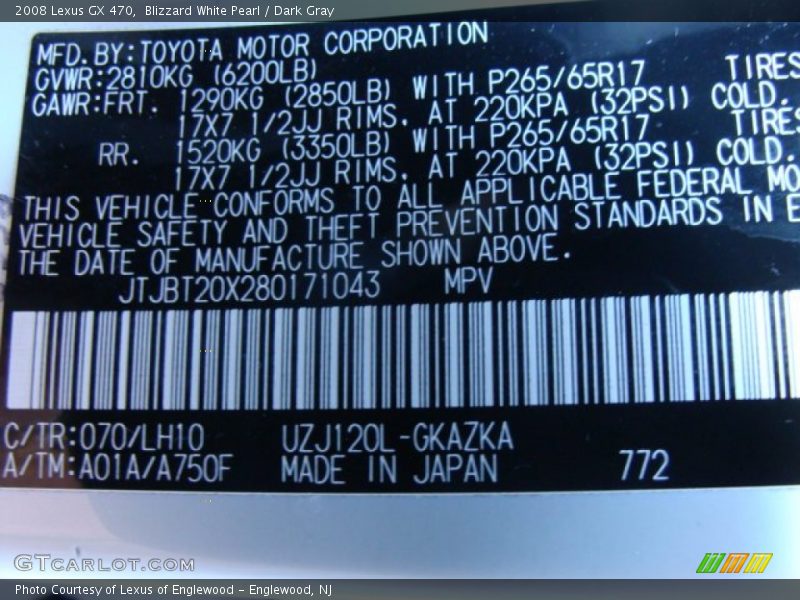 2008 Lexus GX 470, Blizzard White Pearl / Dark Gray
MFD. BY: TOYOTA MOTOR CORPORATION
GVWR: 2810KG (6200LB)
GAWR: FRT. 1290KG (2850LB) WITH P265/65R17 TIRES
17X7 1/2JJ RIMS, AT 220KPA (32PSI) COLD.
RR. 1520KG (3350LB) WITH P265/65R17 TIRES
17X7 1/2JJ RIMS, AT 220KPA (32PSI) COLD.
THIS VEHICLE CONFORMS TO ALL APPLICABLE FEDERAL MO
VEHICLE SAFETY AND THEFT PREVENTION STANDARDS IN E
THE DATE OF MANUFACTURE SHOWN ABOVE.
JTJBT20X280171043 MPV
C/TR: 070/LH10 UZJ120L-GKAZKA
A/TM: A01A/A750F MADE IN JAPAN 772
GTCARLOT.COM
Photo Courtesy of Lexus of Englewood - Englewood, NJ